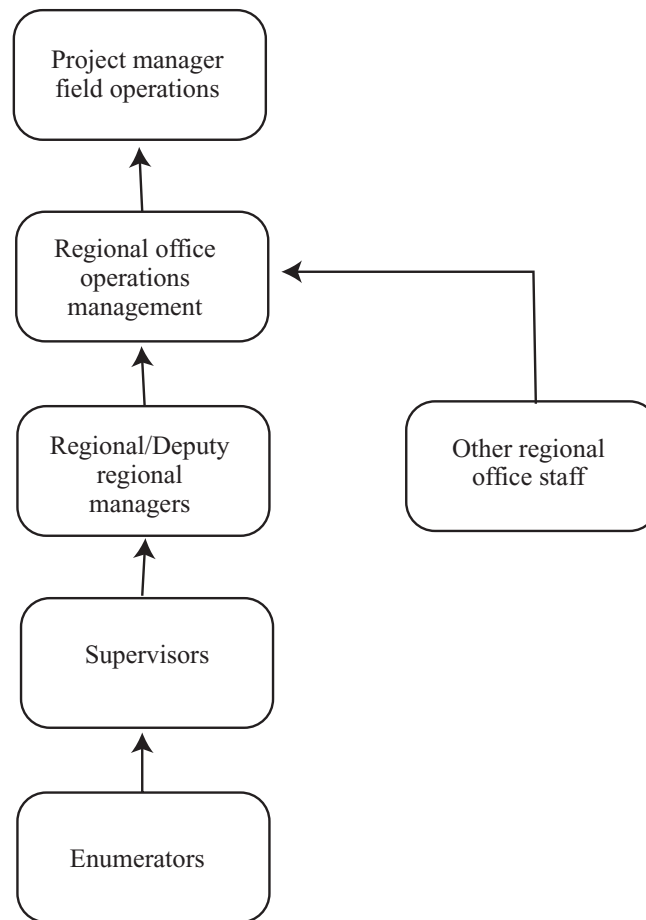 Project manager
field operations
Regional office
operations
management
Regional/Deputy
regional
managers
Other regional
office staff
Supervisors
Enumerators